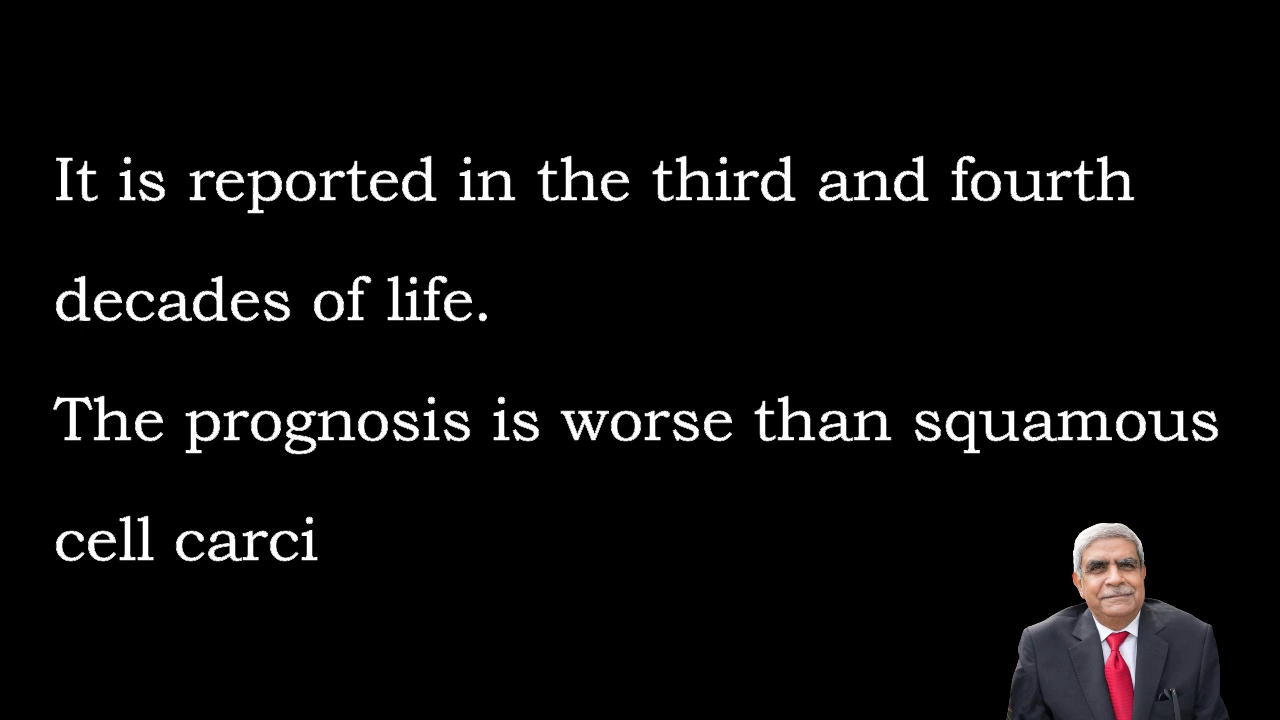 It is reported in the third and fourth
decades of life.
The prognosis is worse than squamous
cell carci